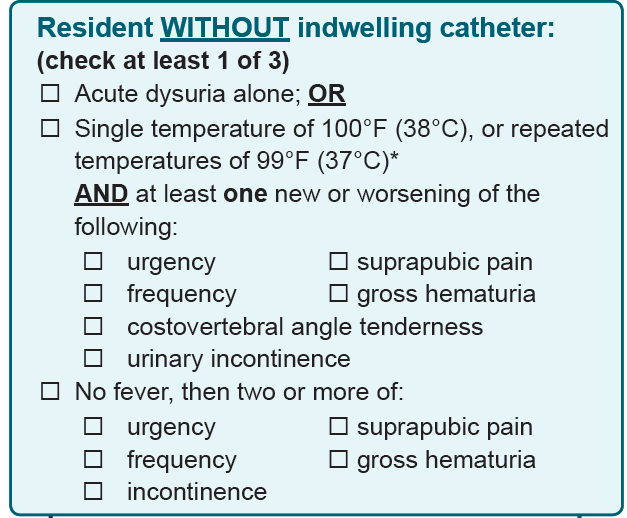 Resident WITHOUT indwelling catheter:
(check at least 1 of 3)
☐ Acute dysuria alone; OR
☐ Single temperature of 100°F (38°C), or repeated
temperatures of 99°F (37°C)*
AND at least one new or worsening of the
following:
☐ urgency ☐ suprapubic pain
☐ frequency ☐ gross hematuria
☐ costovertebral angle tenderness
☐ urinary incontinence
☐ No fever, then two or more of:
☐ urgency ☐ suprapubic pain
☐ frequency ☐ gross hematuria
☐ incontinence